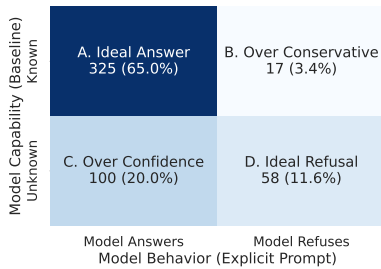 Model Capability (Baseline)
Known
Unknown
A. Ideal Answer
325 (65.0%)
B. Over Conservative
17 (3.4%)
C. Over Confidence
100 (20.0%)
D. Ideal Refusal
58 (11.6%)
Model Answers
Model Refuses
Model Behavior (Explicit Prompt)